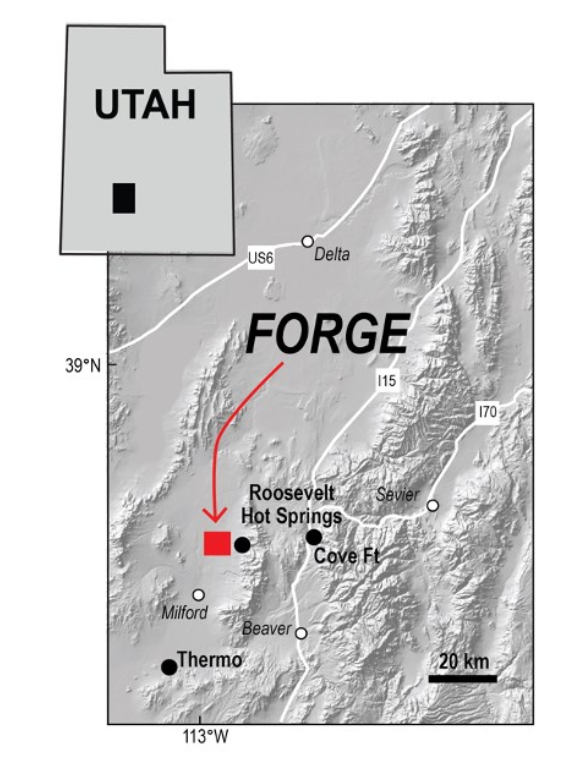 UTAH
US6
Delta
FORGE
39°N
I15
I70
Roosevelt
Hot Springs
Sevier
Cove Ft
Milford
Beaver
Thermo
20 km
113°W